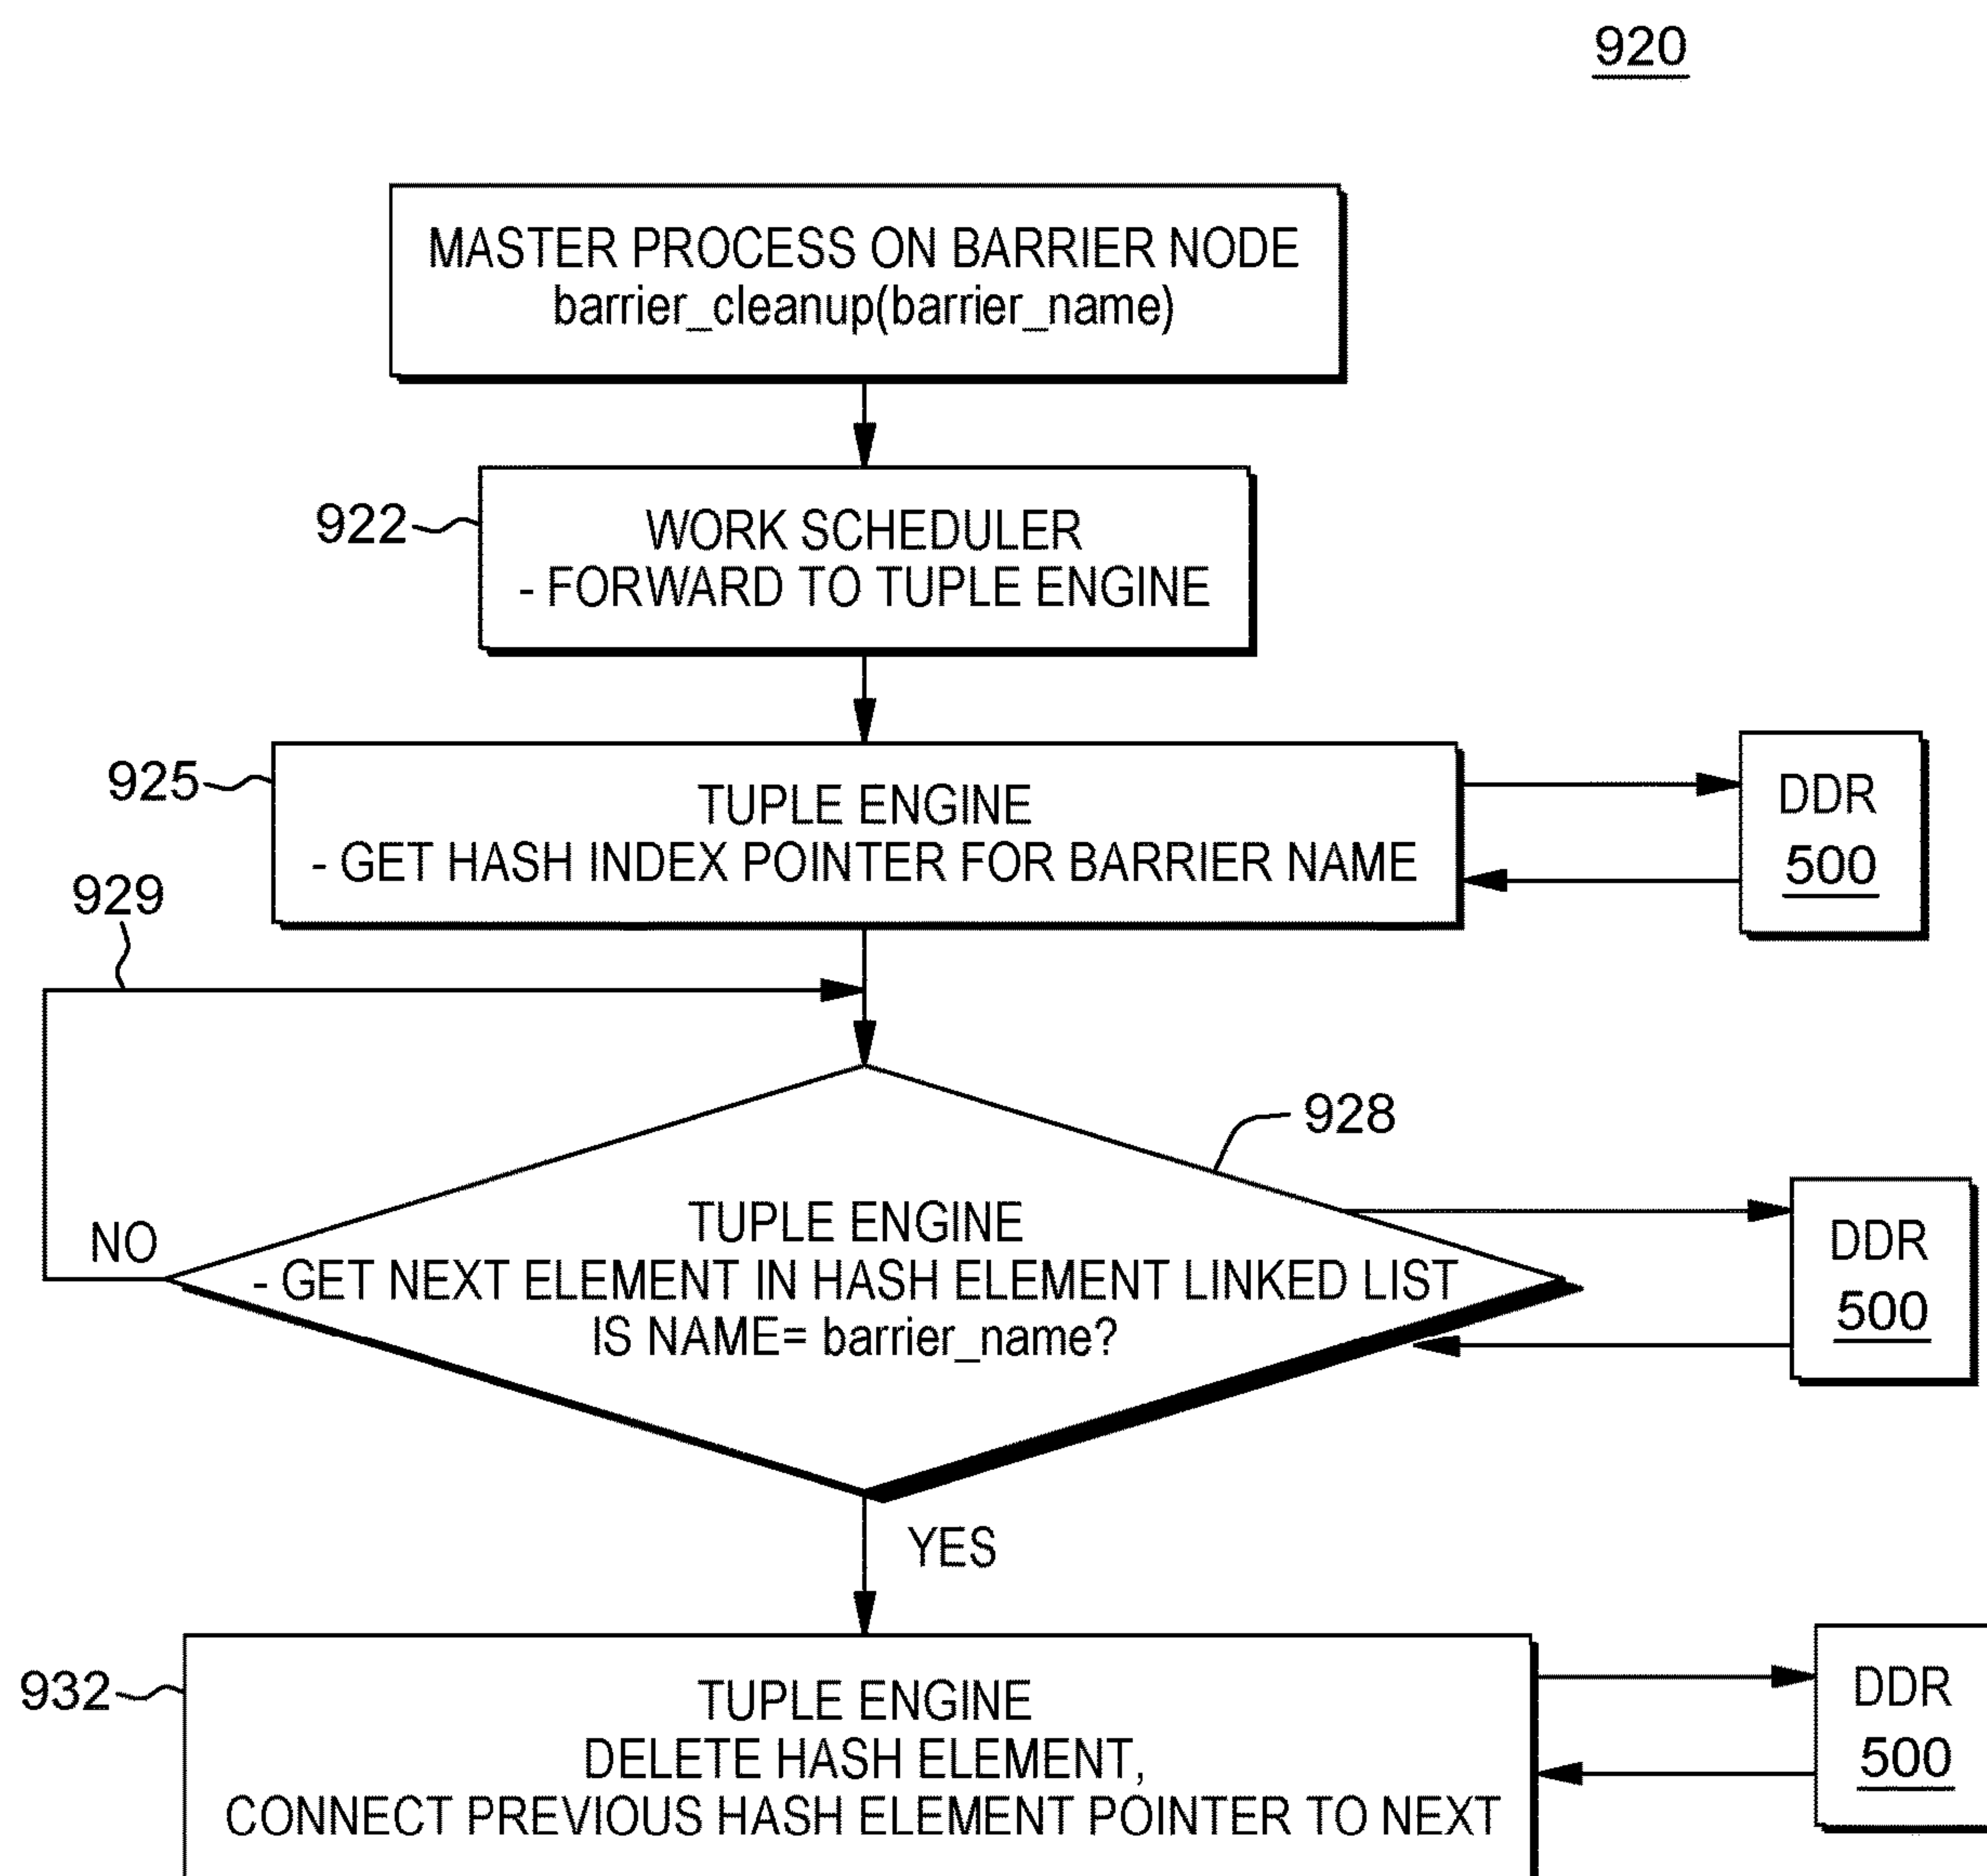 920
MASTER PROCESS ON BARRIER NODE
barrier_cleanup(barrier_name)
922
WORK SCHEDULER
- FORWARD TO TUPLE ENGINE
925
TUPLE ENGINE
- GET HASH INDEX POINTER FOR BARRIER NAME
DDR
500
929
928
NO
TUPLE ENGINE
- GET NEXT ELEMENT IN HASH ELEMENT LINKED LIST
IS NAME= barrier_name?
DDR
500
YES
932
TUPLE ENGINE
DELETE HASH ELEMENT,
CONNECT PREVIOUS HASH ELEMENT POINTER TO NEXT
DDR
500